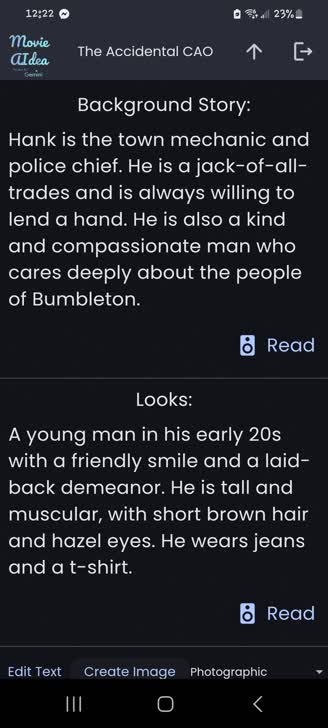 12:22
23%
Movie
AIdea
Gemini
The Accidental CAO
Background Story:
Hank is the town mechanic and
police chief. He is a jack-of-all-
trades and is always willing to
lend a hand. He is also a kind
and compassionate man who
cares deeply about the people
of Bumbleton.
Read
Looks:
A young man in his early 20s
with a friendly smile and a laid-
back demeanor. He is tall and
muscular, with short brown hair
and hazel eyes. He wears jeans
and a t-shirt.
Read
Edit Text Create Image Photographic